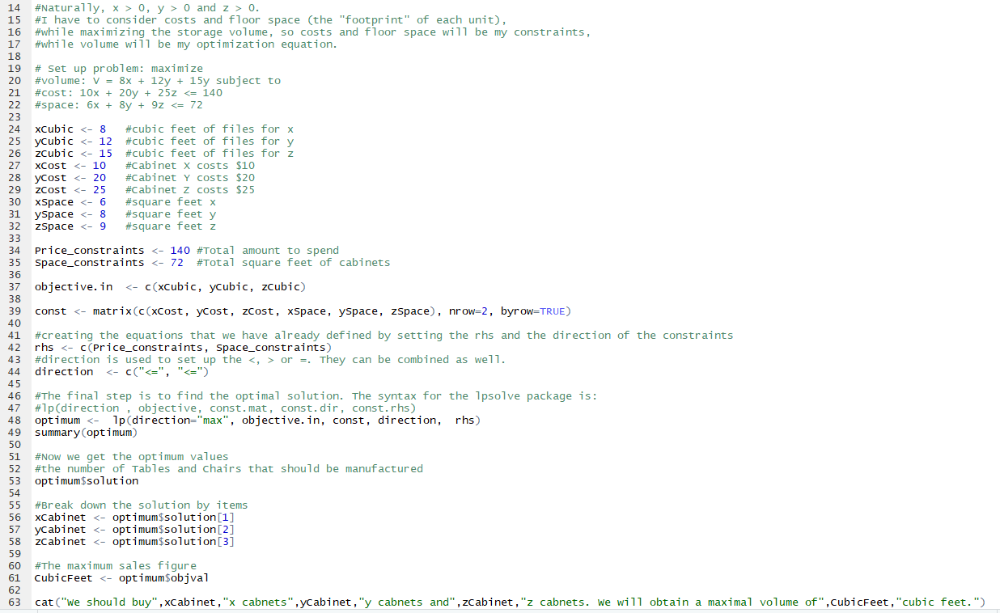 14 #Naturally, x > 0, y > 0 and z > 0.
15 #I have to consider costs and floor space (the "footprint" of each unit),
16 #while maximizing the storage volume, so costs and floor space will be my constraints,
17 #while volume will be my optimization equation.
18
19 # Set up problem: maximize
20 #volume: V = 8x + 12y + 15y subject to
21 #cost: 10x + 20y + 25z <= 140
22 #space: 6x + 8y + 9z <= 72
23
24 xCubic <- 8 #cubic feet of files for x
25 yCubic <- 12 #cubic feet of files for y
26 zCubic <- 15 #cubic feet of files for z
27 xCost <- 10 #Cabinet X costs $10
28 yCost <- 20 #Cabinet Y costs $20
29 zCost <- 25 #Cabinet Z costs $25
30 xSpace <- 6 #square feet x
31 ySpace <- 8 #square feet y
32 zSpace <- 9 #square feet z
33
34 Price_constraints <- 140 #Total amount to spend
35 Space_constraints <- 72 #Total square feet of cabinets
36
37 objective.in <- c(xCubic, yCubic, zCubic)
38
39 const <- matrix(c(xCost, yCost, zCost, xSpace, ySpace, zSpace), nrow=2, byrow=TRUE)
40
41 #creating the equations that we have already defined by setting the rhs and the direction of the constraints
42 rhs <- c(Price_constraints, Space_constraints)
43 #direction is used to set up the <, > or =. They can be combined as well.
44 direction <- c("<=", "<=")
45
46 #The final step is to find the optimal solution. The syntax for the lpsolve package is:
47 #lp(direction , objective, const.mat, const.dir, const.rhs)
48 optimum <- lp(direction="max", objective.in, const, direction, rhs)
49 summary(optimum)
50
51 #Now we get the optimum values
52 #the number of Tables and Chairs that should be manufactured
53 optimum$solution
54
55 #Break down the solution by items
56 xCabinet <- optimum$solution[1]
57 yCabinet <- optimum$solution[2]
58 zCabinet <- optimum$solution[3]
59
60 #The maximum sales figure
61 CubicFeet <- optimum$objval
62
63 cat("We should buy",xCabinet,"x cabnets",yCabinet,"y cabnets and",zCabinet,"z cabnets. We will obtain a maximal volume of",CubicFeet,"cubic feet.")